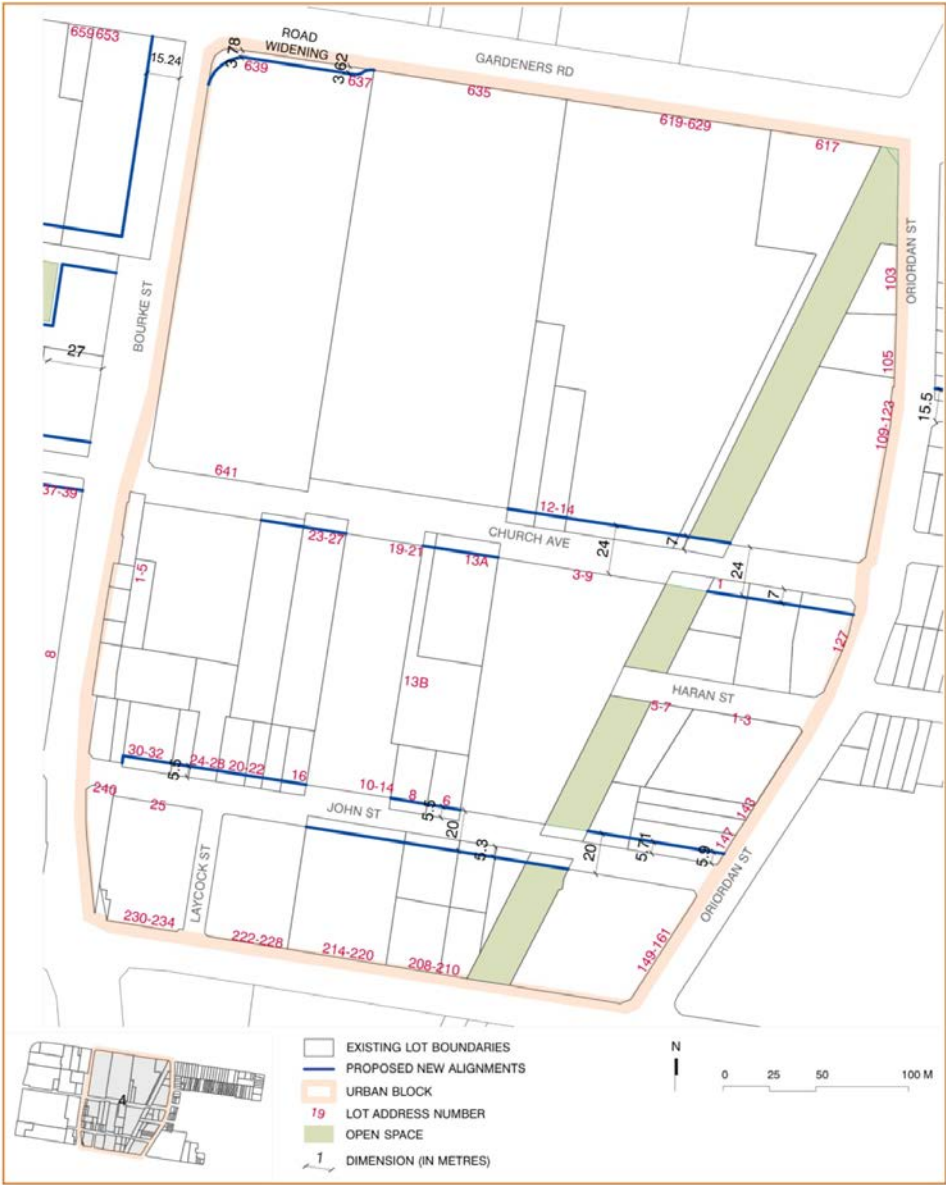 659 653
15.24
3.78
ROAD
WIDENING
639
3.62
637
GARDENERS RD
635
619-629
617
ORIORDAN ST
103
105
109-123
15.5
BOURKE ST
27
37-39
641
12-14
CHURCH AVE
24
7
24
23-27
19-21
13A
3-9
1
7
127
1-5
8
13B
HARAN ST
5-7
1-3
30-32
5.5
24-28
20-22
16
10-14
8
6
5.5
20
JOHN ST
5.3
20
5.71
5.9
143
147
ORIORDAN ST
240
25
LAYCOCK ST
230-234
222-228
214-220
208-210
149-161
4
EXISTING LOT BOUNDARIES
PROPOSED NEW ALIGNMENTS
URBAN BLOCK
19 LOT ADDRESS NUMBER
OPEN SPACE
1 DIMENSION (IN METRES)
N
0 25 50 100 M